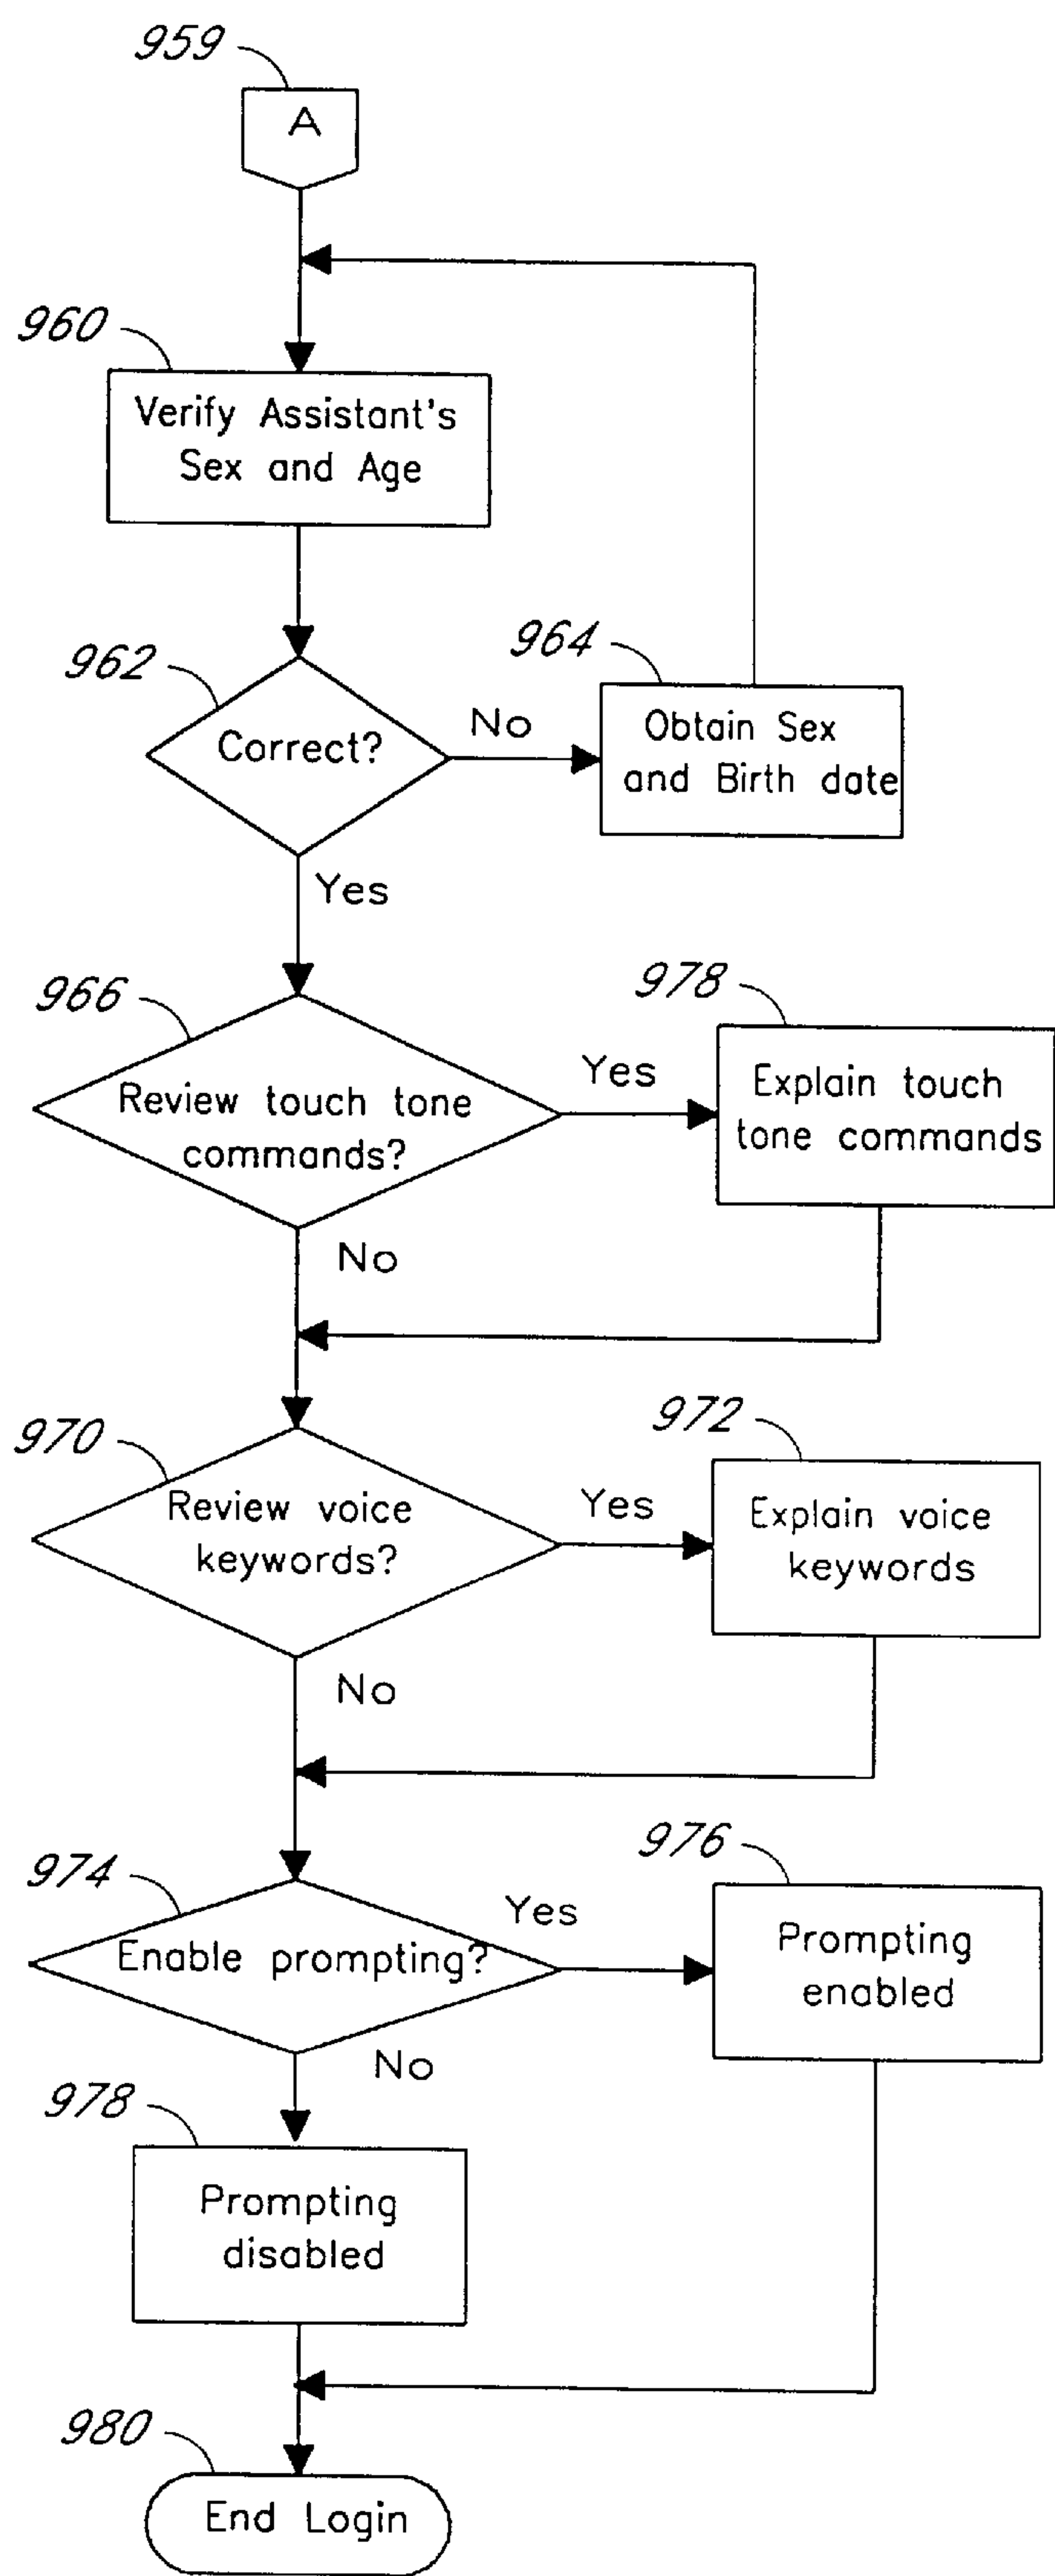 959
A
960
Verify Assistant's
Sex and Age
962
Correct?
No
964
Obtain Sex
and Birth date
Yes
966
Review touch tone
commands?
Yes
978
Explain touch
tone commands
No
970
Review voice
keywords?
Yes
972
Explain voice
keywords
No
974
Enable prompting?
Yes
976
Prompting
enabled
No
978
Prompting
disabled
980
End Login